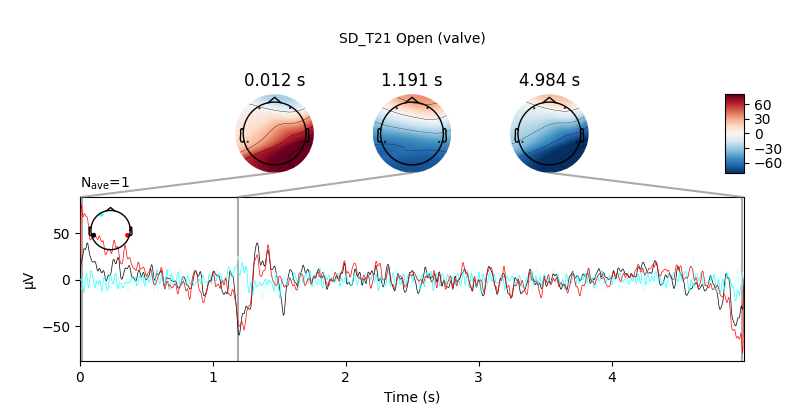 SD_T21 Open (valve)
0.012 s
1.191 s
4.984 s
60
30
0
−30
−60
Nave=1
50
0
−50
µV
0
1
2
3
4
Time (s)